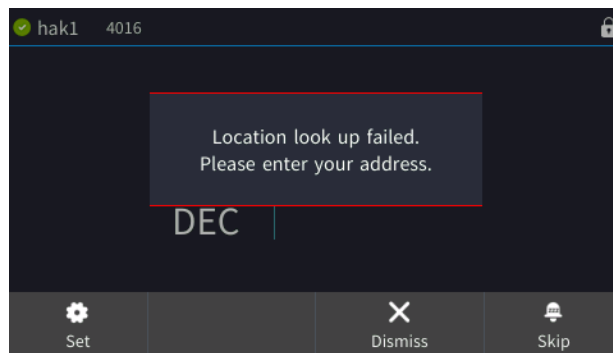 hak1 4016
Location look up failed.
Please enter your address.
DEC
Set Dismiss Skip